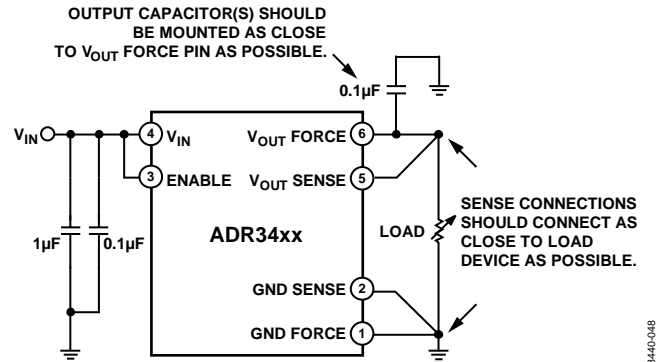 OUTPUT CAPACITOR(S) SHOULD
BE MOUNTED AS CLOSE
TO VOUT FORCE PIN AS POSSIBLE.
0.1µF
VIN
4
VIN
VOUT FORCE
6
3
ENABLE
VOUT SENSE
5
1µF
0.1µF
ADR34xx
LOAD
SENSE CONNECTIONS
SHOULD CONNECT AS
CLOSE TO LOAD
DEVICE AS POSSIBLE.
GND SENSE
2
GND FORCE
1